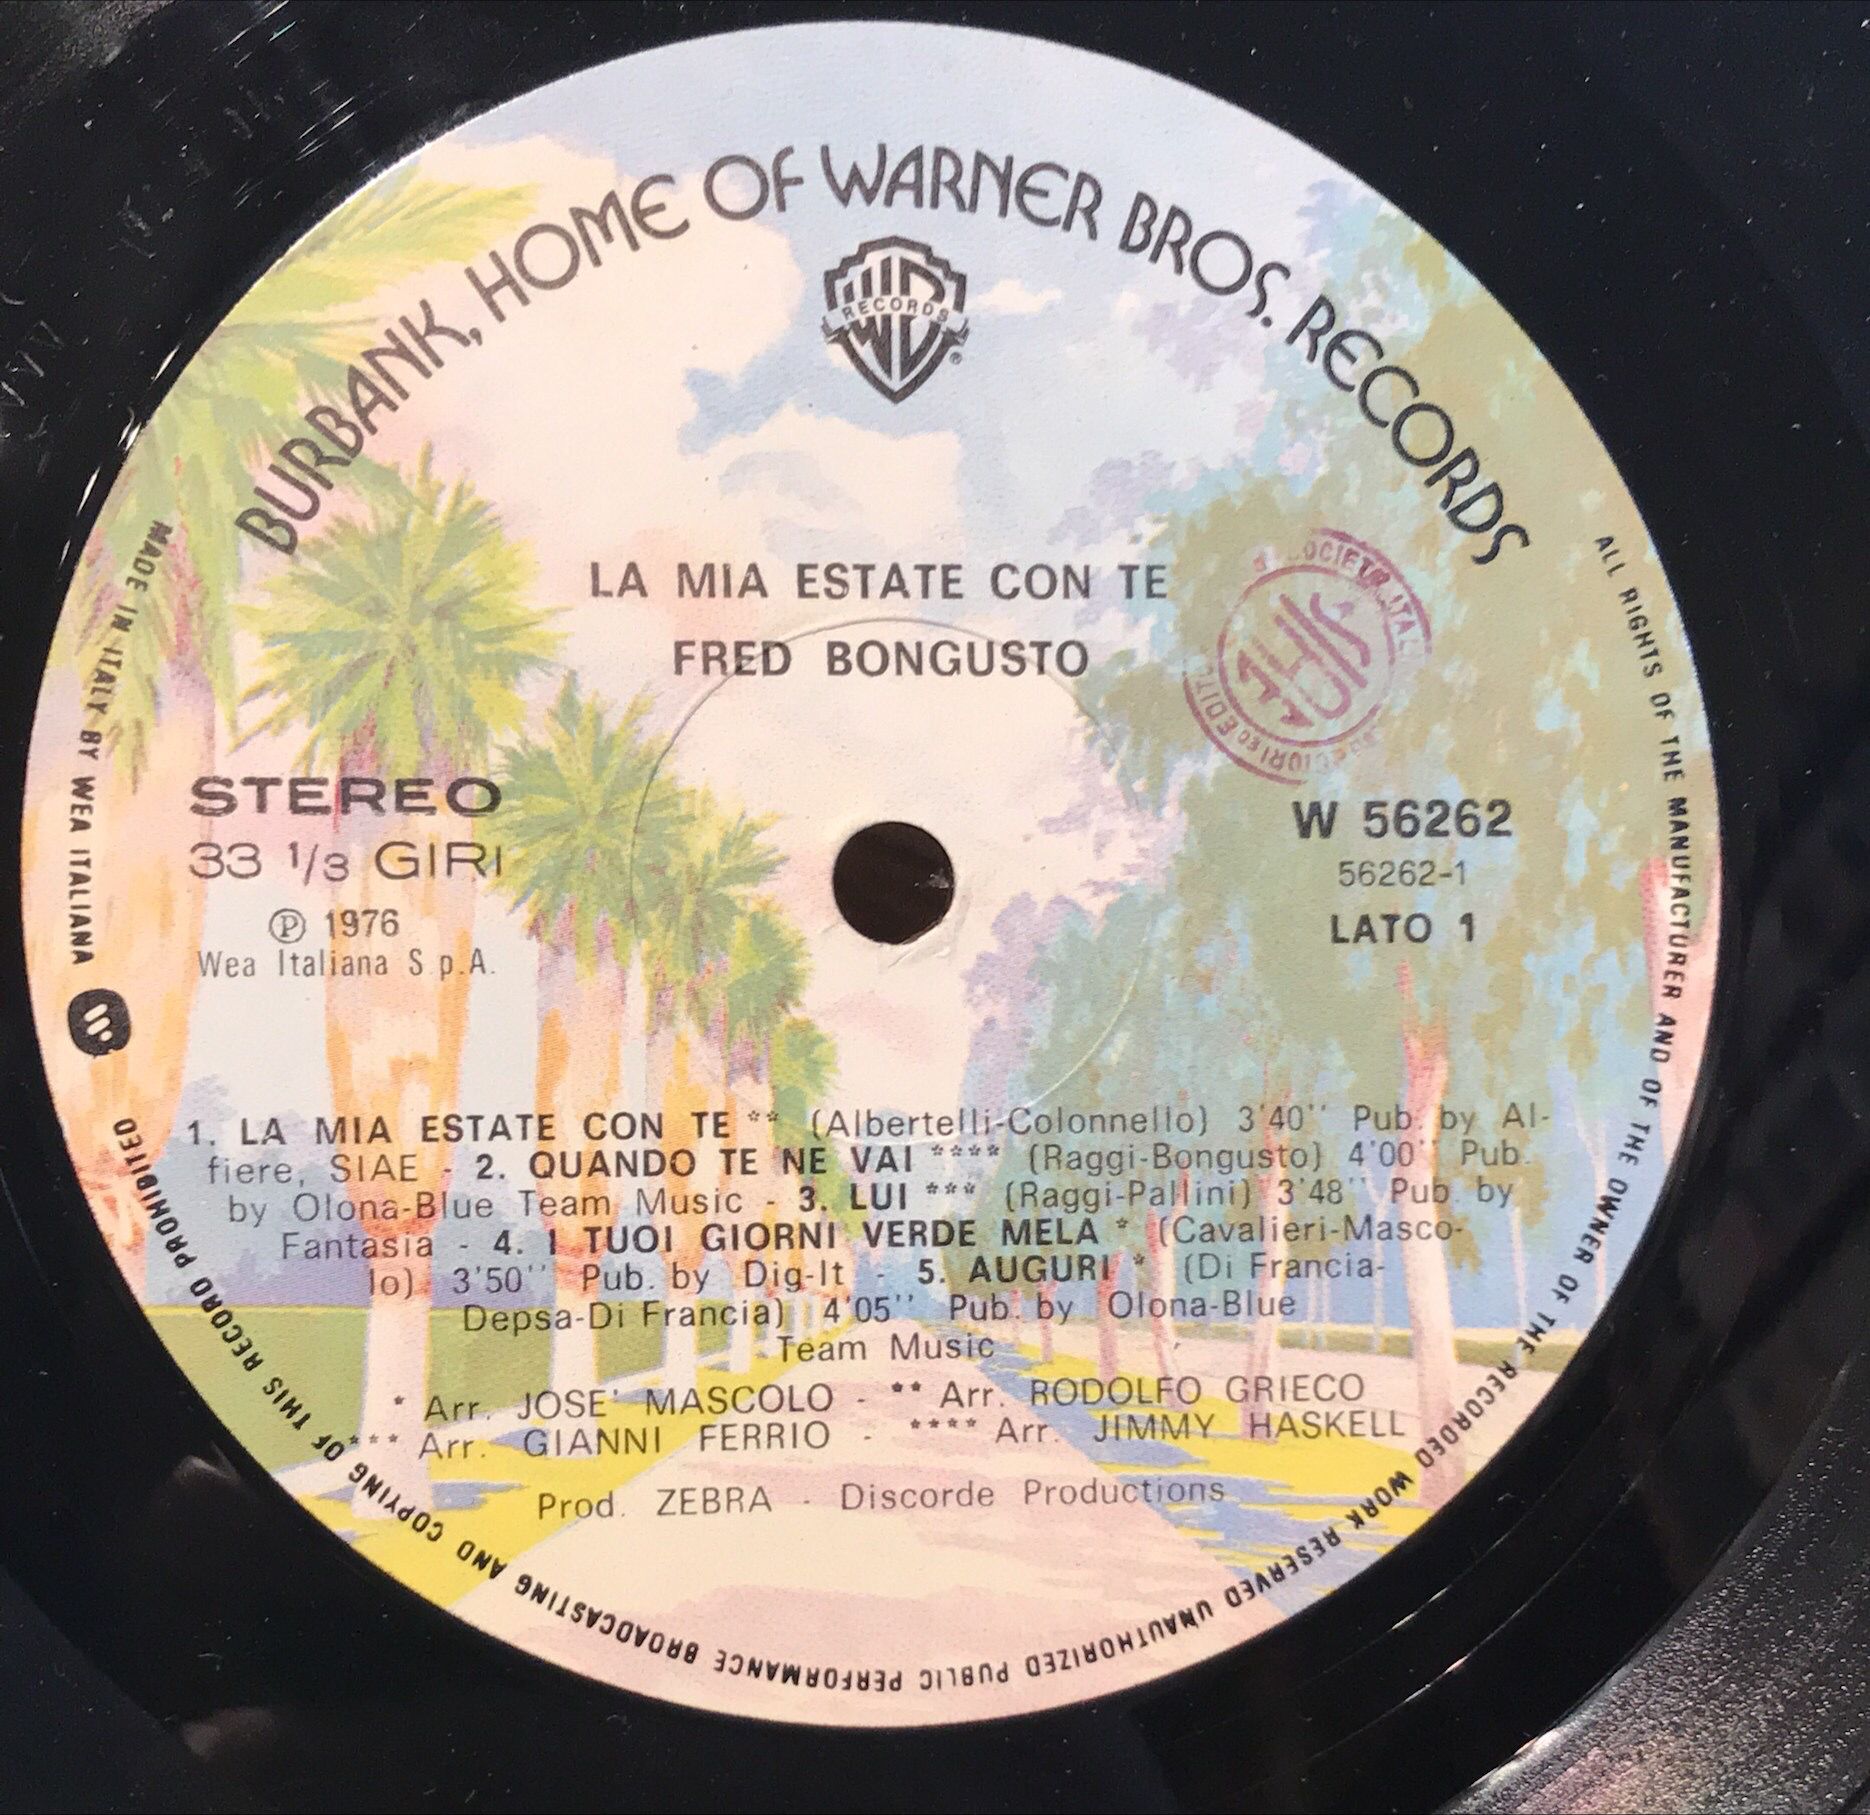 BURBANK, HOME OF WARNER BROS. RECORDS
RECORDS
LA MIA ESTATE CON TE
FRED BONGUSTO
STEREO
33 1/3 GIRI
Ⓟ 1976
Wea Italiana S.p.A.
W 56262
56262-1
LATO 1
1. LA MIA ESTATE CON TE ** (Albertelli-Colonnello) 3'40'' Pub. by Al-
fiere, SIAE - 2. QUANDO TE NE VAI **** (Raggi-Bongusto) 4'00'' Pub.
by Olona-Blue Team Music - 3. LUI *** (Raggi-Pallini) 3'48'' Pub. by
Fantasia - 4. I TUOI GIORNI VERDE MELA * (Cavalieri-Masco-
lo) 3'50'' Pub. by Dig-It - 5. AUGURI * (Di Francia-
Depsa-Di Francia) 4'05'' Pub. by Olona-Blue
Team Music
* Arr. JOSE' MASCOLO - ** Arr. RODOLFO GRIECO
*** Arr. GIANNI FERRIO - **** Arr. JIMMY HASKELL
Prod. ZEBRA - Discorde Productions
MADE IN ITALY BY WEA ITALIANA
ALL RIGHTS OF THE MANUFACTURER AND OF THE OWNER OF THE RECORDED WORK RESERVED UNAUTHORIZED PUBLIC PERFORMANCE BROADCASTING AND COPYING OF THIS RECORD PROHIBITED